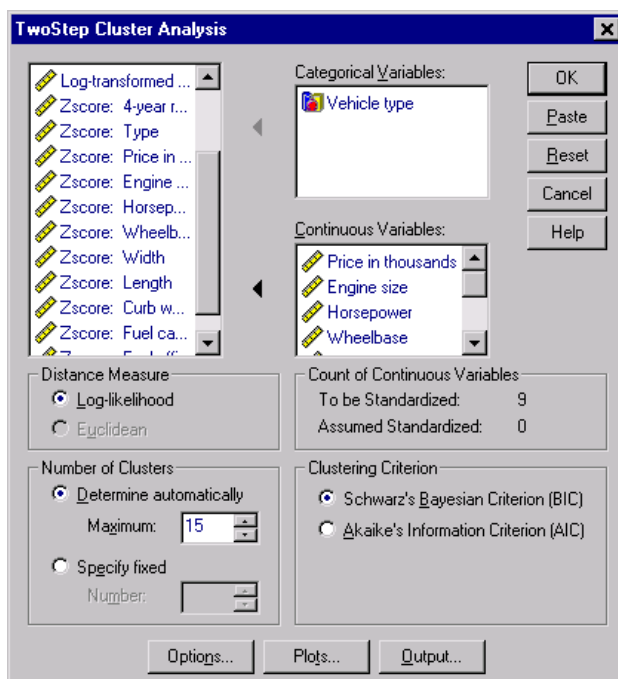 TwoStep Cluster Analysis
Log-transformed ...
Zscore: 4-year r...
Zscore: Type
Zscore: Price in ...
Zscore: Engine ...
Zscore: Horsep...
Zscore: Wheelb...
Zscore: Width
Zscore: Length
Zscore: Curb w...
Zscore: Fuel ca...
Categorical Variables:
Vehicle type
Continuous Variables:
Price in thousands
Engine size
Horsepower
Wheelbase
OK
Paste
Reset
Cancel
Help
Distance Measure
Log-likelihood
Euclidean
Count of Continuous Variables
To be Standardized: 9
Assumed Standardized: 0
Number of Clusters
Determine automatically
Maximum: 15
Specify fixed
Number:
Clustering Criterion
Schwarz's Bayesian Criterion (BIC)
Akaike's Information Criterion (AIC)
Options... Plots... Output...